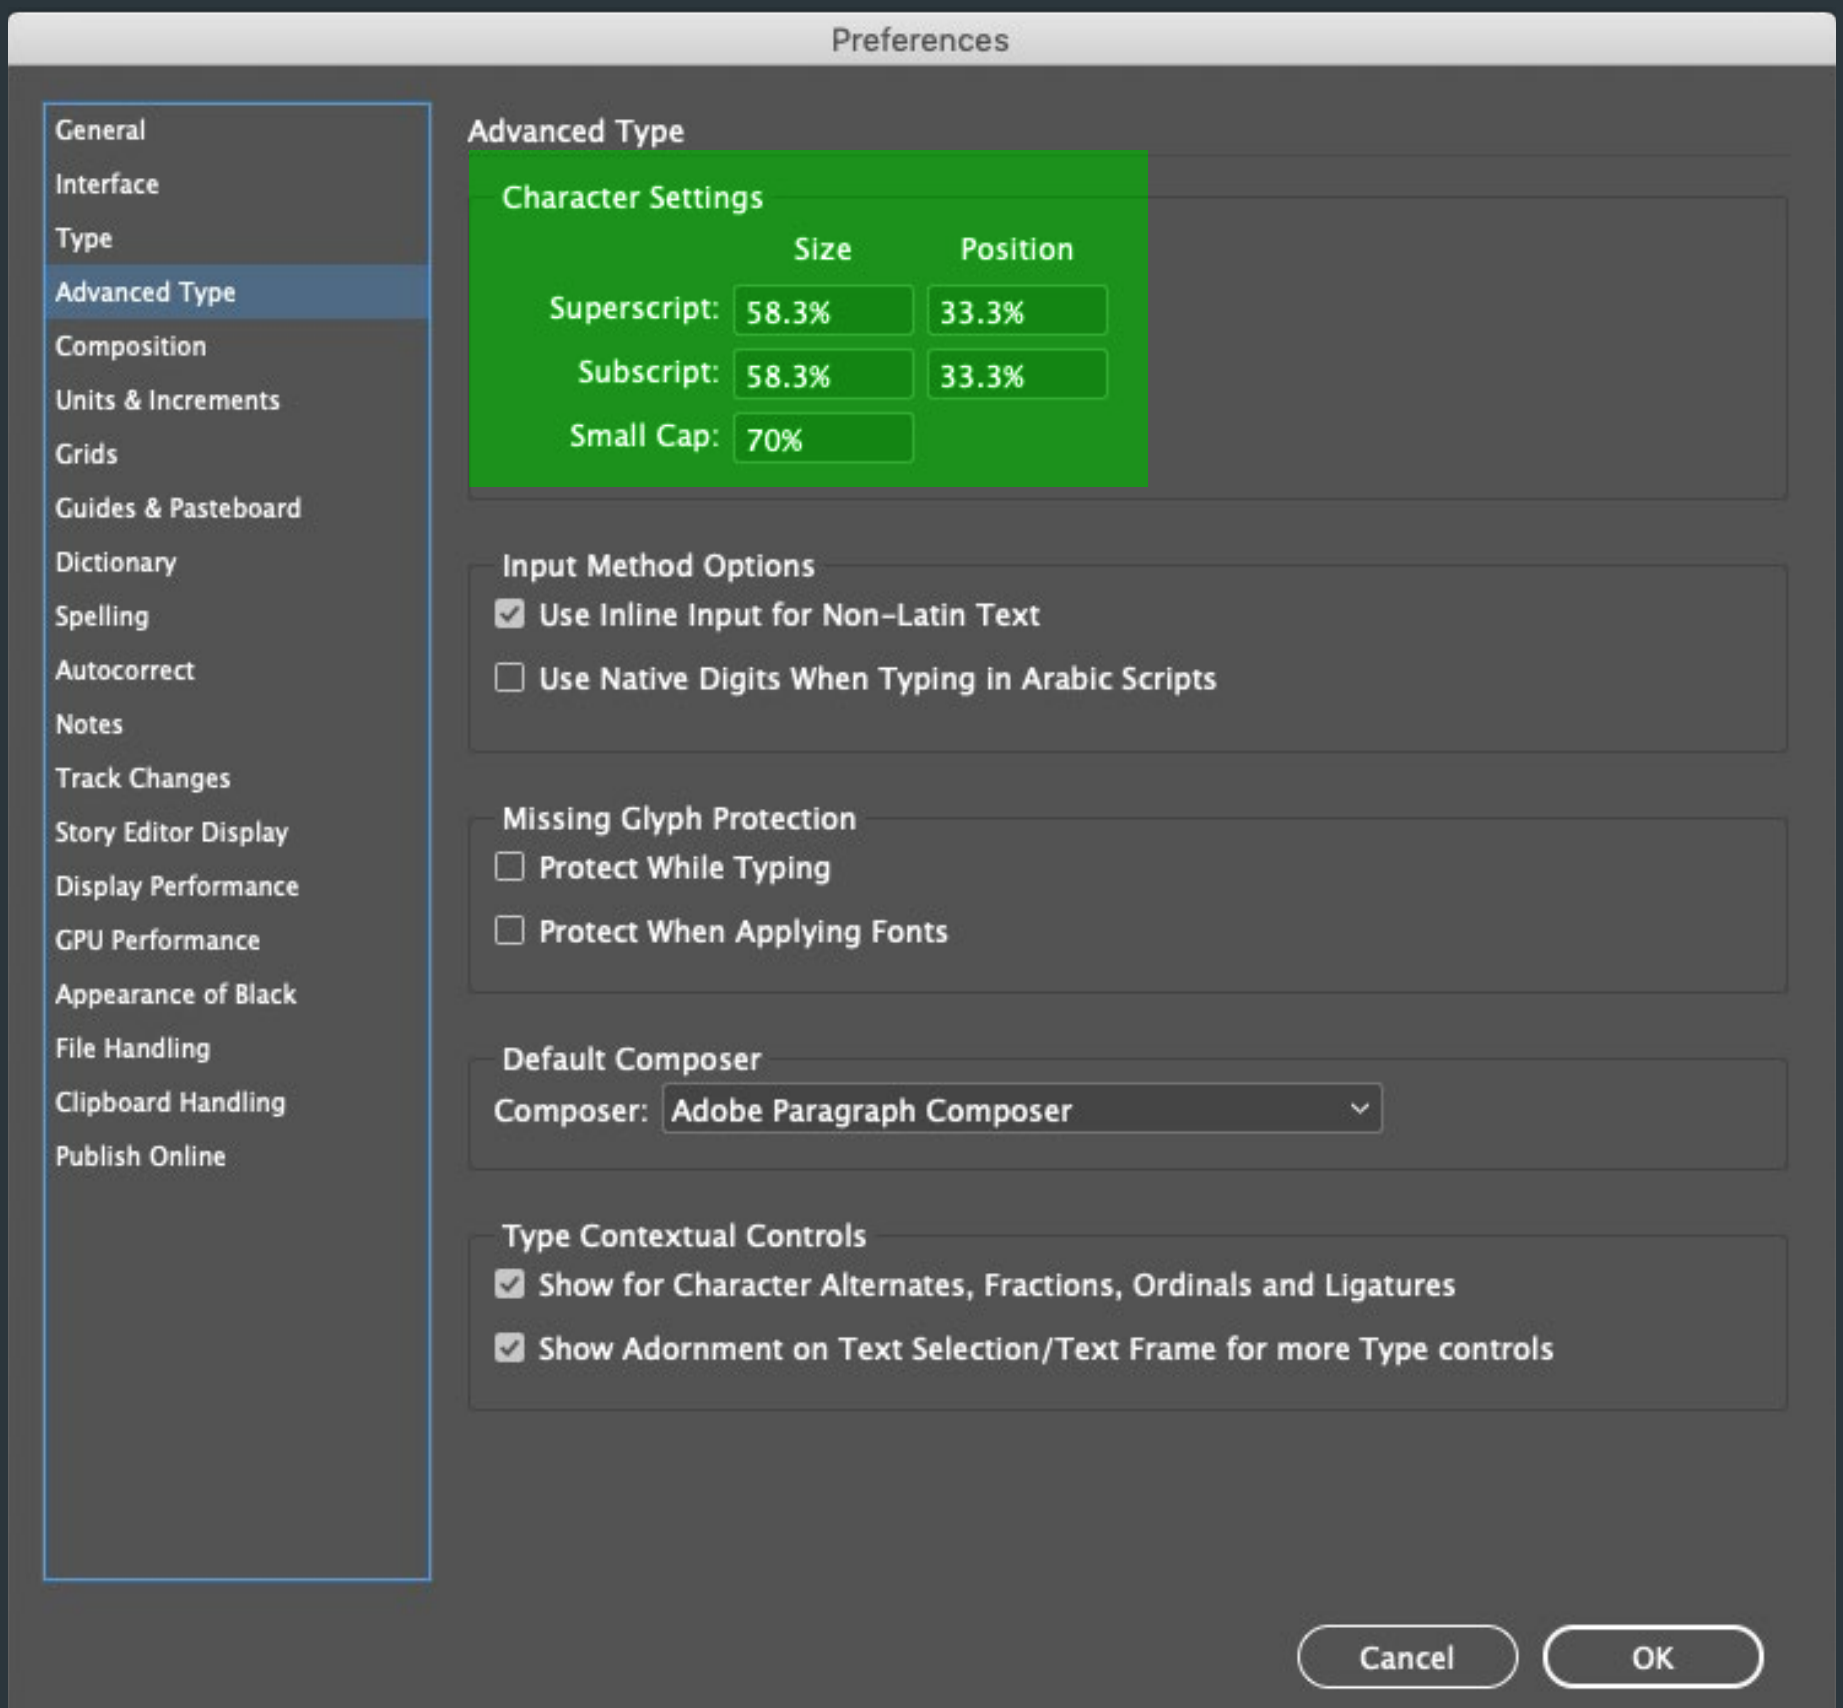 Preferences
General
Interface
Type
Advanced Type
Composition
Units & Increments
Grids
Guides & Pasteboard
Dictionary
Spelling
Autocorrect
Notes
Track Changes
Story Editor Display
Display Performance
GPU Performance
Appearance of Black
File Handling
Clipboard Handling
Publish Online
Advanced Type
Character Settings
Size Position
Superscript: 58.3% 33.3%
Subscript: 58.3% 33.3%
Small Cap: 70%
Input Method Options
Use Inline Input for Non-Latin Text
Use Native Digits When Typing in Arabic Scripts
Missing Glyph Protection
Protect While Typing
Protect When Applying Fonts
Default Composer
Composer: Adobe Paragraph Composer
Type Contextual Controls
Show for Character Alternates, Fractions, Ordinals and Ligatures
Show Adornment on Text Selection/Text Frame for more Type controls
Cancel OK